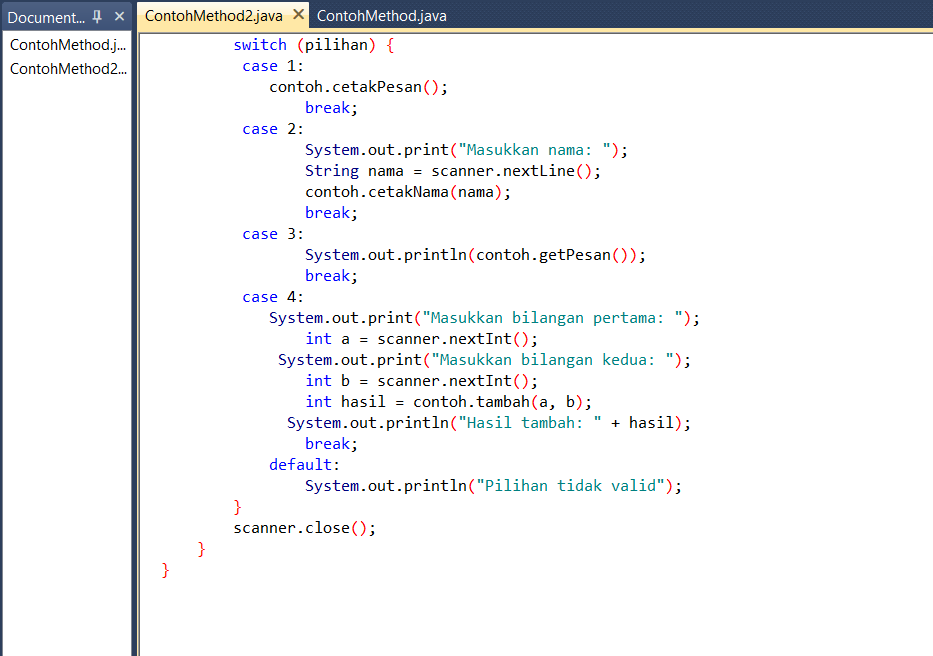 Document...
ContohMethod2.java ContohMethod.java
ContohMethod.j...
ContohMethod2...
switch (pilihan) {
case 1:
contoh.cetakPesan();
break;
case 2:
System.out.print("Masukkan nama: ");
String nama = scanner.nextLine();
contoh.cetakNama(nama);
break;
case 3:
System.out.println(contoh.getPesan());
break;
case 4:
System.out.print("Masukkan bilangan pertama: ");
int a = scanner.nextInt();
System.out.print("Masukkan bilangan kedua: ");
int b = scanner.nextInt();
int hasil = contoh.tambah(a, b);
System.out.println("Hasil tambah: " + hasil);
break;
default:
System.out.println("Pilihan tidak valid");
}
scanner.close();
}
}